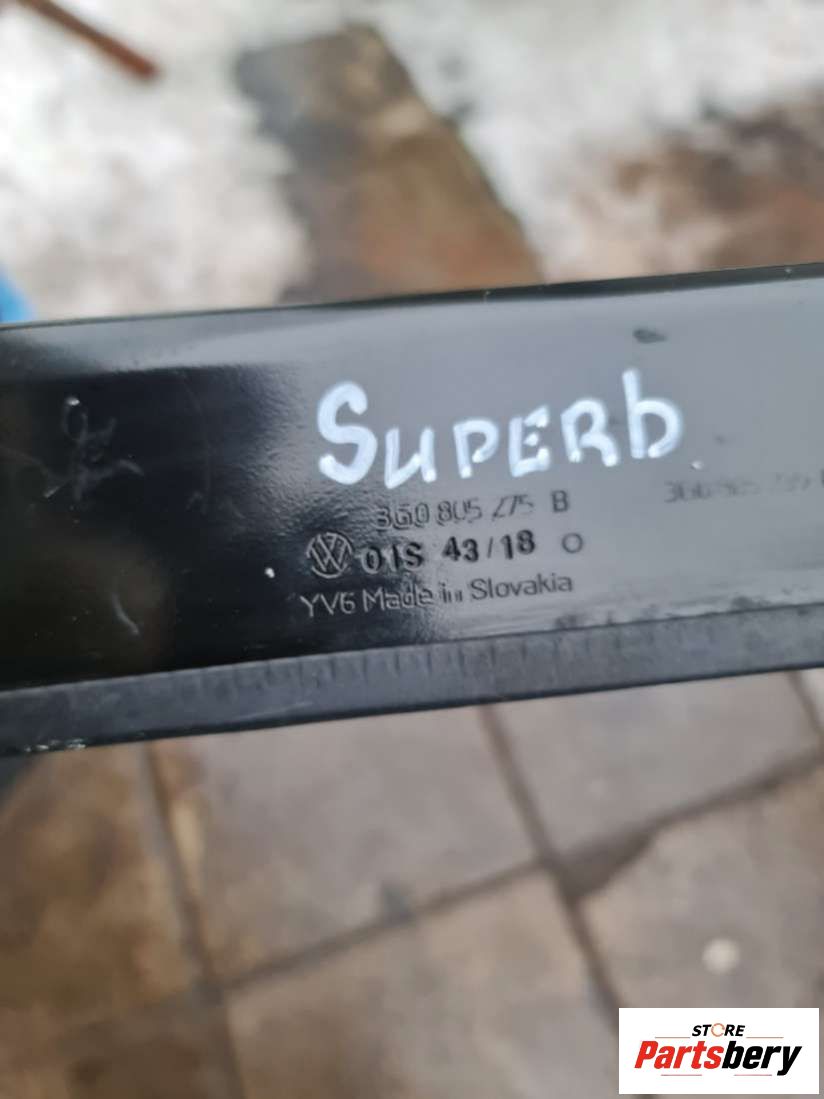 SUPERb
3G0 805 275 B
01S 43/18
YV6 Made in Slovakia
STORE
Partsbery